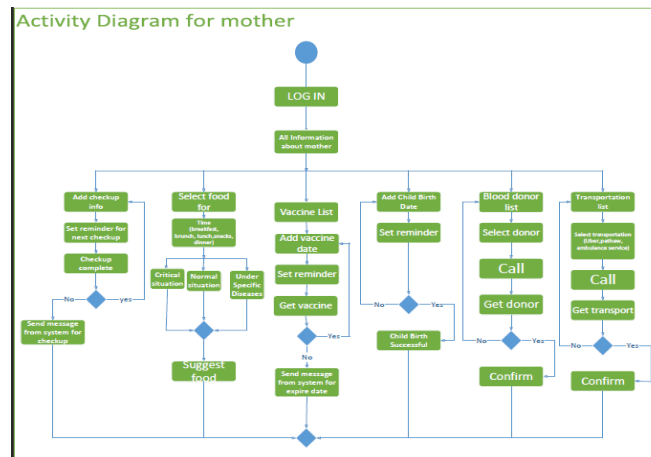 Activity Diagram for mother
LOG IN
All Information
about mother
Add checkup
info
Set reminder for
next checkup
Checkup
complete
No
yes
Send message
from system for
checkup
Select food
for
Time
(breakfast,
brunch, lunch,snacks,
dinner)
Critical
situation
Normal
situation
Under
Specific
Diseases
Suggest
food
Vaccine List
Add vaccine
date
Set reminder
Get vaccine
Yes
No
Send message
from system for
expire date
Add Child Birth
Date
Set reminder
No
Yes
Child Birth
Successful
Blood donor
list
Select donor
Call
Get donor
No
Yes
Confirm
Transportation
list
Select transportation
(Uber,pathaw,
ambulance service)
Call
Get transport
No
Yes
Confirm